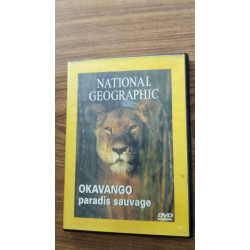 NATIONAL
GEOGRAPHIC
OKAVANGO
paradis sauvage
DVD